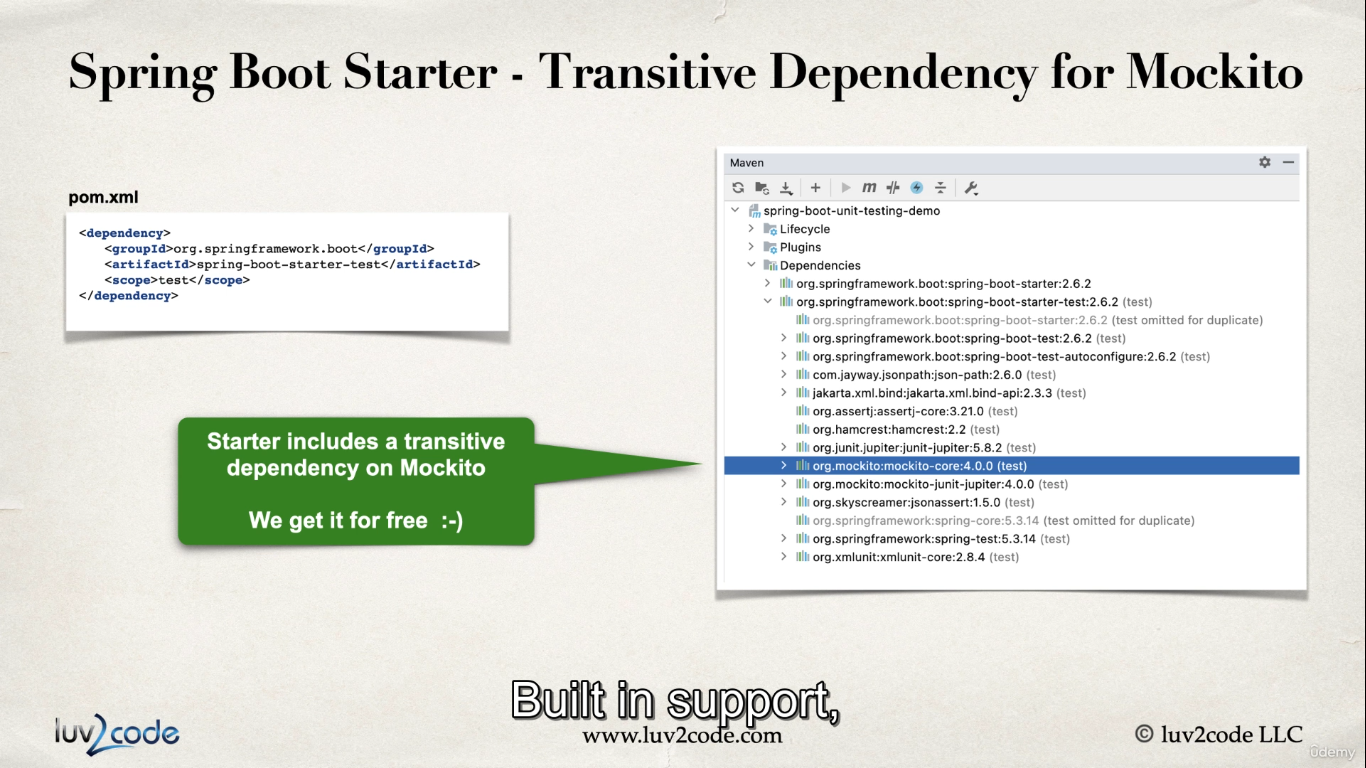 Spring Boot Starter - Transitive Dependency for Mockito
pom.xml
<dependency>
<groupId>org.springframework.boot</groupId>
<artifactId>spring-boot-starter-test</artifactId>
<scope>test</scope>
</dependency>
Starter includes a transitive
dependency on Mockito
We get it for free :-)
Maven
spring-boot-unit-testing-demo
Lifecycle
Plugins
Dependencies
org.springframework.boot:spring-boot-starter:2.6.2
org.springframework.boot:spring-boot-starter-test:2.6.2 (test)
org.springframework.boot:spring-boot-starter:2.6.2 (test omitted for duplicate)
org.springframework.boot:spring-boot-test:2.6.2 (test)
org.springframework.boot:spring-boot-test-autoconfigure:2.6.2 (test)
com.jayway.jsonpath:json-path:2.6.0 (test)
jakarta.xml.bind:jakarta.xml.bind-api:2.3.3 (test)
org.assertj:assertj-core:3.21.0 (test)
org.hamcrest:hamcrest:2.2 (test)
org.junit.jupiter:junit-jupiter:5.8.2 (test)
org.mockito:mockito-core:4.0.0 (test)
org.mockito:mockito-junit-jupiter:4.0.0 (test)
org.skyscreamer:jsonassert:1.5.0 (test)
org.springframework:spring-core:5.3.14 (test omitted for duplicate)
org.springframework:spring-test:5.3.14 (test)
org.xmlunit:xmlunit-core:2.8.4 (test)
Built in support,
luv2code
www.luv2code.com
© luv2code LLC
ûdemy